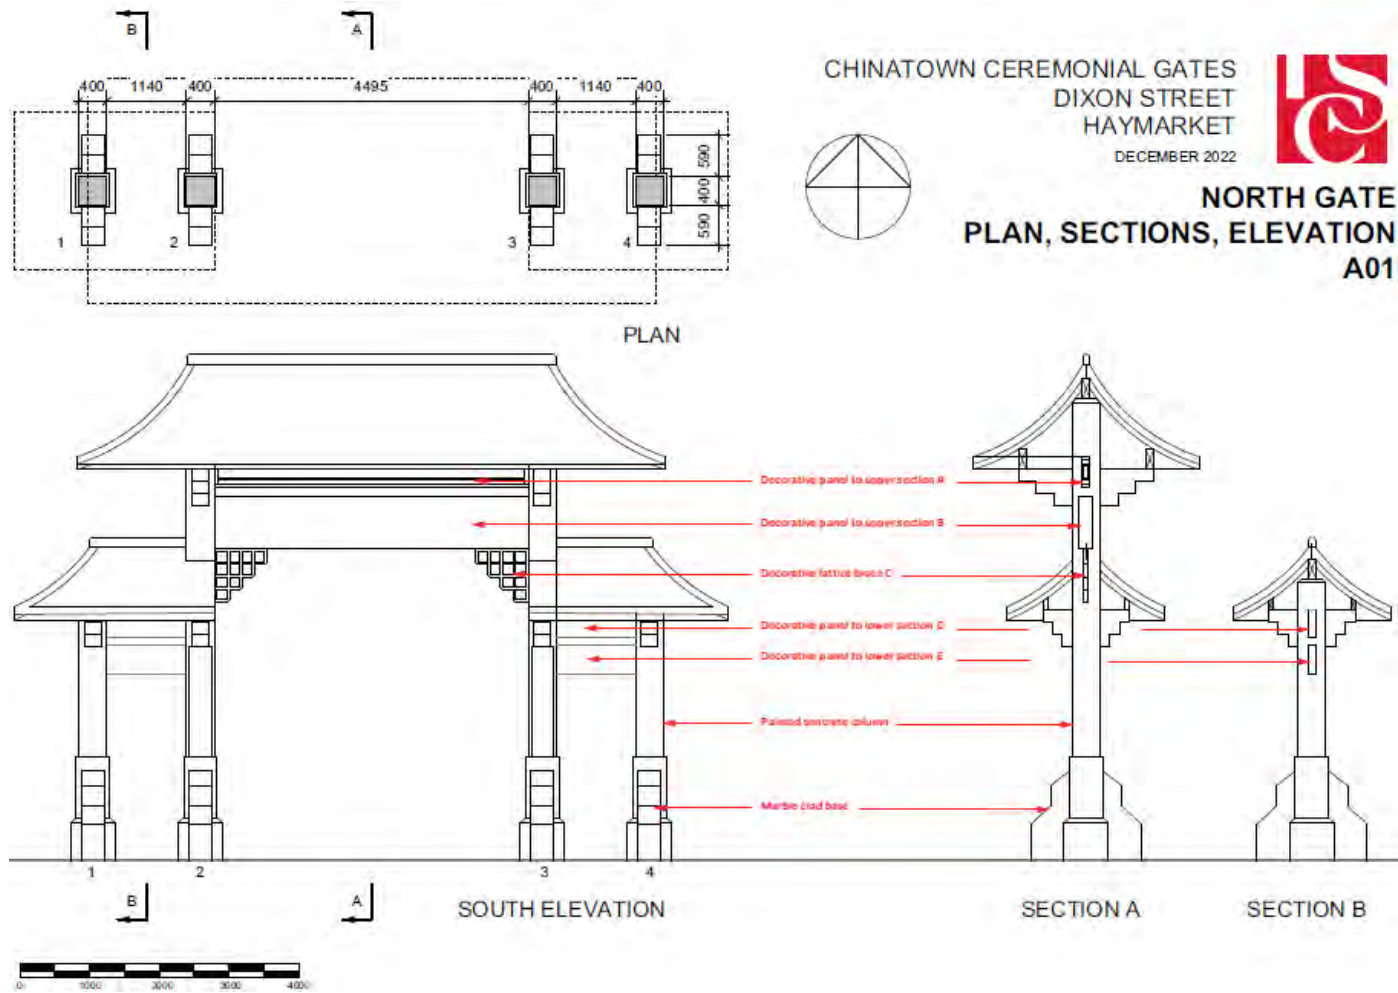 B
A
400
1140
400
4495
400
1140
400
590
400
590
1
2
3
4
PLAN
CHINATOWN CEREMONIAL GATES
DIXON STREET
HAYMARKET
DECEMBER 2022
NORTH GATE
PLAN, SECTIONS, ELEVATION
A01
TSC
Decorative panel to upper section A
Decorative panel to upper section B
Decorative lattice brace C
Decorative panel to lower section D
Decorative panel to lower section E
Painted concrete column
Marble clad base
1
2
3
4
B
A
SOUTH ELEVATION
SECTION A
SECTION B
0
1000
2000
3000
4000